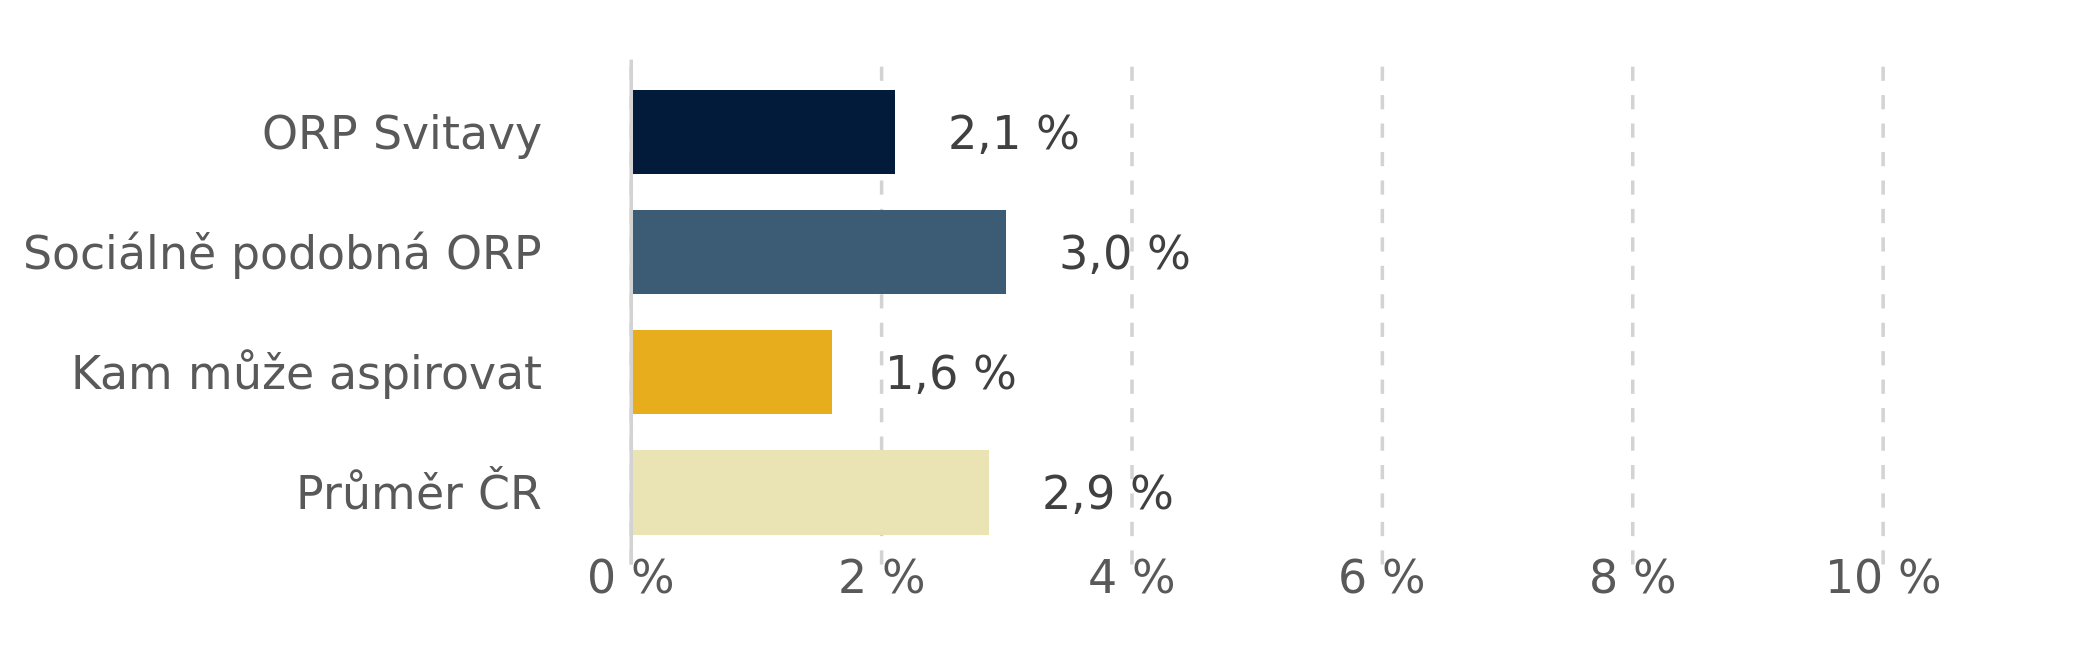 ORP Svitavy 2,1 %
Sociálně podobná ORP 3,0 %
Kam může aspirovat 1,6 %
Průměr ČR 2,9 %
0 % 2 % 4 % 6 % 8 % 10 %